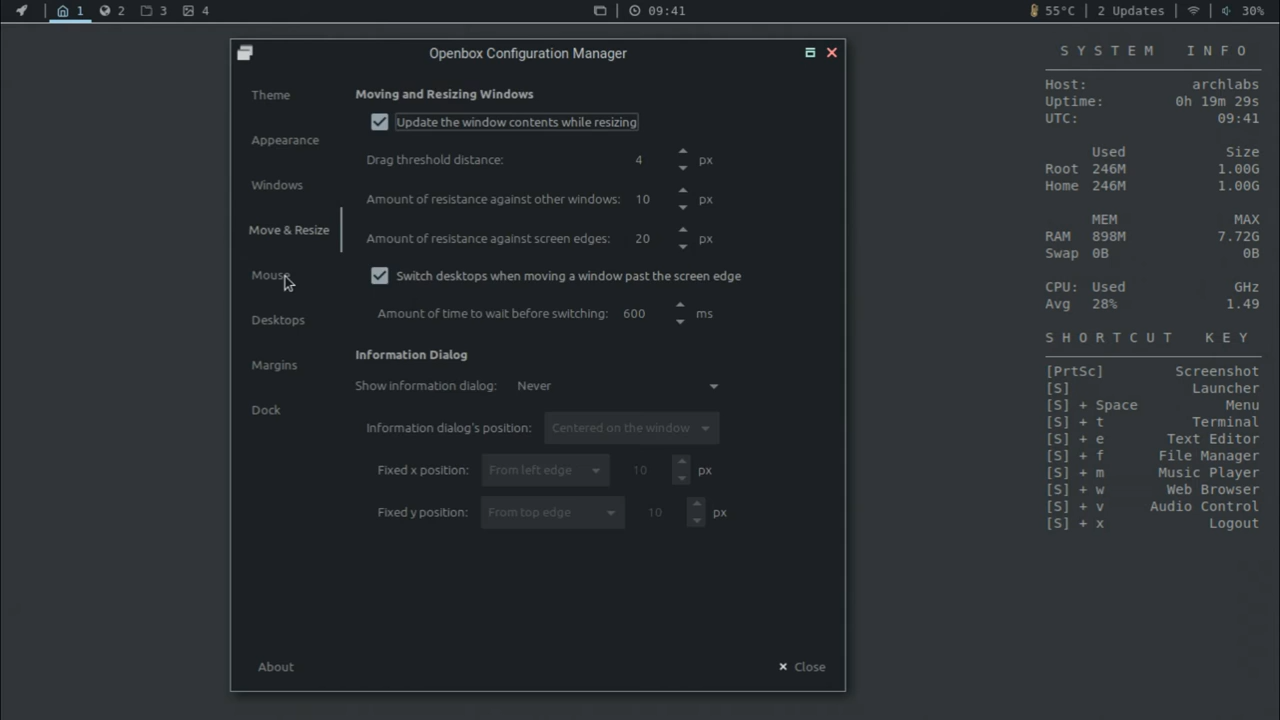 1 2 3 4 09:41 55°C | 2 Updates | 30%
Openbox Configuration Manager
Theme
Appearance
Windows
Move & Resize
Mouse
Desktops
Margins
Dock
Moving and Resizing Windows
Update the window contents while resizing
Drag threshold distance: 4 px
Amount of resistance against other windows: 10 px
Amount of resistance against screen edges: 20 px
Switch desktops when moving a window past the screen edge
Amount of time to wait before switching: 600 ms
Information Dialog
Show information dialog: Never
Information dialog's position: Centered on the window
Fixed x position: From left edge 10 px
Fixed y position: From top edge 10 px
About
Close
SYSTEM INFO
Host: archlabs
Uptime: 0h 19m 29s
UTC: 09:41
Used Size
Root 246M 1.00G
Home 246M 1.00G
MEM MAX
RAM 898M 7.72G
Swap 0B 0B
CPU: Used GHz
Avg 28% 1.49
SHORTCUT KEY
[PrtSc] Screenshot
[S] Launcher
[S] + Space Menu
[S] + t Terminal
[S] + e Text Editor
[S] + f File Manager
[S] + m Music Player
[S] + w Web Browser
[S] + v Audio Control
[S] + x Logout